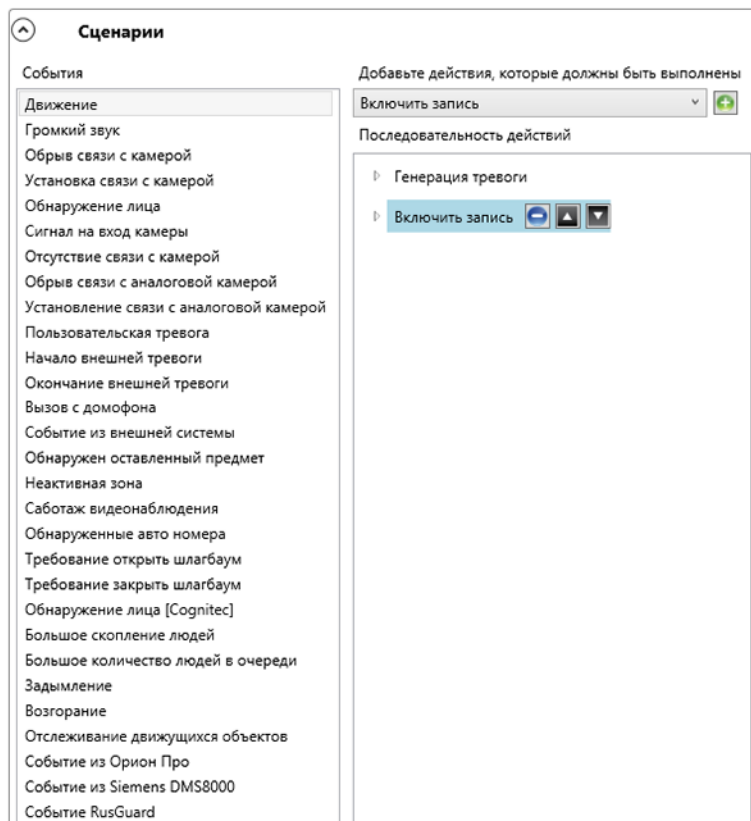 Сценарии
События
Движение
Громкий звук
Обрыв связи с камерой
Установка связи с камерой
Обнаружение лица
Сигнал на вход камеры
Отсутствие связи с камерой
Обрыв связи с аналоговой камерой
Установление связи с аналоговой камерой
Пользовательская тревога
Начало внешней тревоги
Окончание внешней тревоги
Вызов с домофона
Событие из внешней системы
Обнаружен оставленный предмет
Неактивная зона
Саботаж видеонаблюдения
Обнаруженные авто номера
Требование открыть шлагбаум
Требование закрыть шлагбаум
Обнаружение лица [Cognitec]
Большое скопление людей
Большое количество людей в очереди
Задымление
Возгорание
Отслеживание движущихся объектов
Событие из Орион Про
Событие из Siemens DMS8000
Событие RusGuard
Добавьте действия, которые должны быть выполнены
Включить запись
Последовательность действий
Генерация тревоги
Включить запись